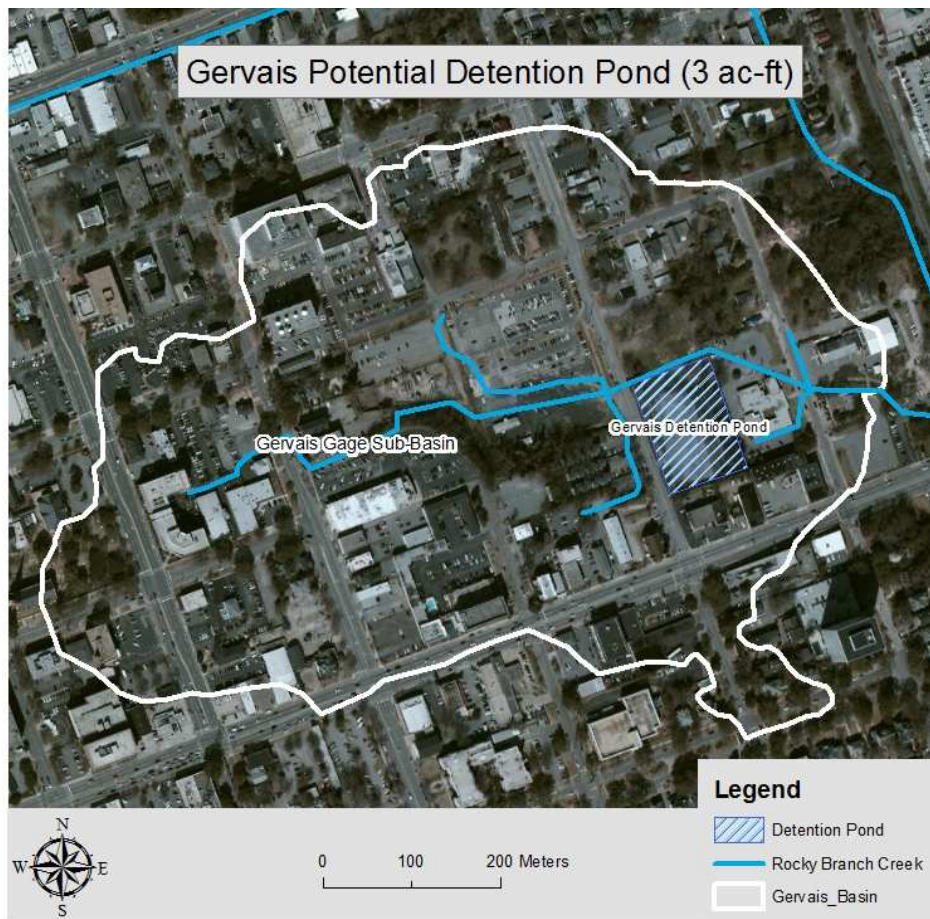 Gervais Potential Detention Pond (3 ac-ft)
Gervais Detention Pond
Gervais Gage Sub-Basin
Legend
Detention Pond
Rocky Branch Creek
Gervais_Basin
N
W E
S
0 100 200 Meters